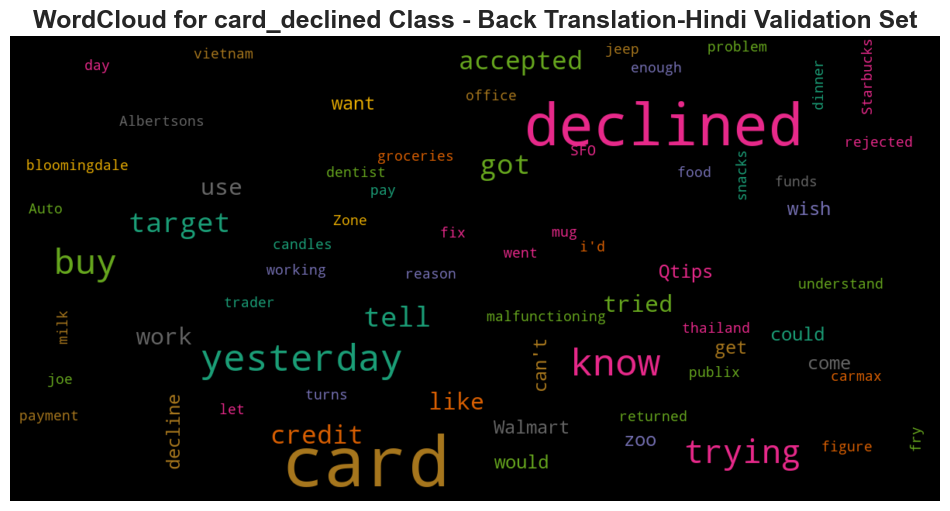 WordCloud for card_declined Class - Back Translation-Hindi Validation Set
day
vietnam
accepted
jeep
enough
problem
dinner
Starbucks
Albertsons
want
office
declined
SFO
rejected
bloomingdale
groceries
dentist
pay
got
food
snacks
funds
use
wish
Auto
target
Zone
candles
fix
mug
went
i'd
buy
working
reason
Qtips
understand
trader
tell
malfunctioning
tried
milk
work
thailand
could
get
yesterday
can't
know
come
publix
carmax
joe
turns
like
let
payment
decline
credit
card
Walmart
would
returned
zoo
trying
figure
fry